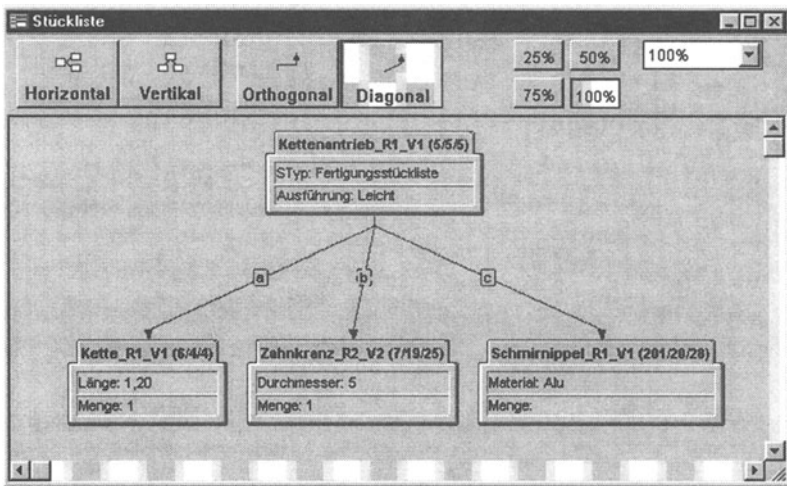 Stückliste
Horizontal Vertikal Orthogonal Diagonal
25% 50% 100%
75% 100%
Kettenantrieb_R1_V1 (5/5/5)
STyp: Fertigungsstückliste
Ausführung: Leicht
a b c
Kette_R1_V1 (6/4/4) Zahnkranz_R2_V2 (7/19/25) Schmirnippel_R1_V1 (201/28/28)
Länge: 1,20 Durchmesser: 5 Material: Alu
Menge: 1 Menge: 1 Menge: